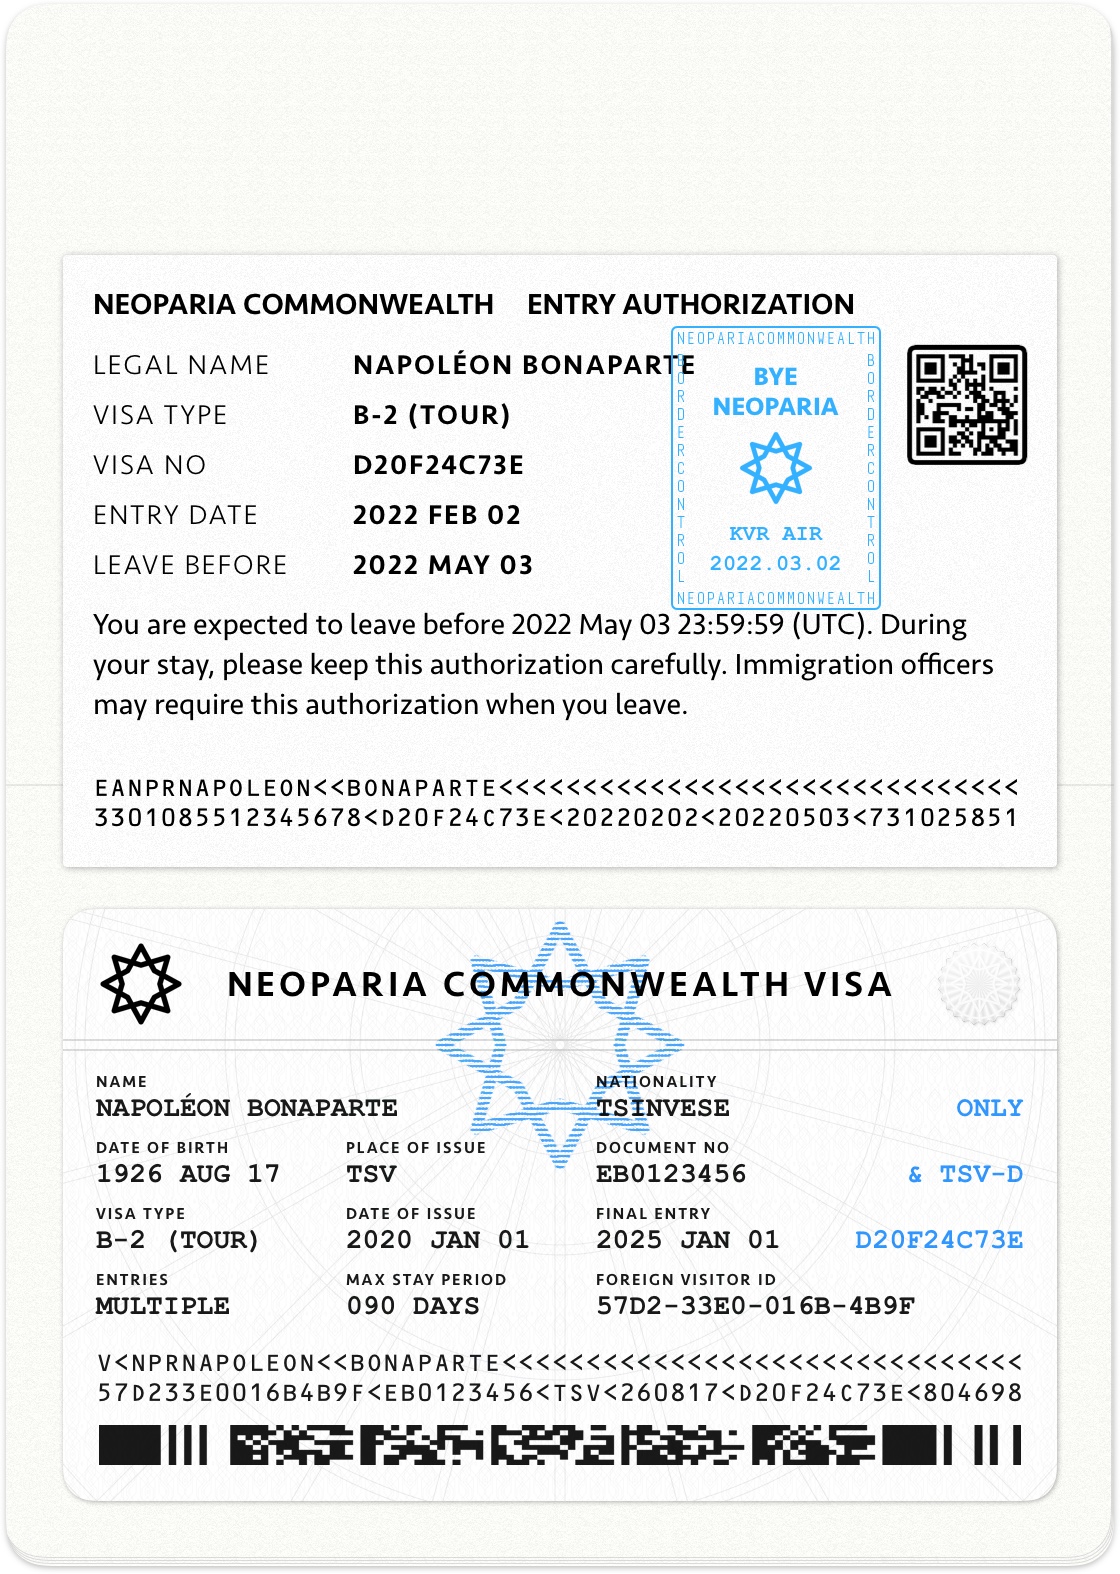 NEOPARIA COMMONWEALTH ENTRY AUTHORIZATION
LEGAL NAME NAPOLÉON BONAPARTE
VISA TYPE B-2 (TOUR)
VISA NO D20F24C73E
ENTRY DATE 2022 FEB 02
LEAVE BEFORE 2022 MAY 03
NEOPARIACOMMONWEALTH
BORDERCONTROL
BYE
NEOPARIA
KVR AIR
2022.03.02
BORDERCONTROL
NEOPARIACOMMONWEALTH
You are expected to leave before 2022 May 03 23:59:59 (UTC). During
your stay, please keep this authorization carefully. Immigration officers
may require this authorization when you leave.
EANPRNAPOLEON<<BONAPARTE<<<<<<<<<<<<<<<<<<<<<<<<<<<<<<
3301085512345678<D20F24C73E<20220202<20220503<731025851
NEOPARIA COMMONWEALTH VISA
NAME NATIONALITY
NAPOLÉON BONAPARTE TSINVESE ONLY
DATE OF BIRTH PLACE OF ISSUE DOCUMENT NO
1926 AUG 17 TSV EB0123456 & TSV-D
VISA TYPE DATE OF ISSUE FINAL ENTRY
B-2 (TOUR) 2020 JAN 01 2025 JAN 01 D20F24C73E
ENTRIES MAX STAY PERIOD FOREIGN VISITOR ID
MULTIPLE 090 DAYS 57D2-33E0-016B-4B9F
V<NPRNAPOLEON<<BONAPARTE<<<<<<<<<<<<<<<<<<<<<<<<<<<<<<
57D233E0016B4B9F<EB0123456<TSV<260817<D20F24C73E<804698